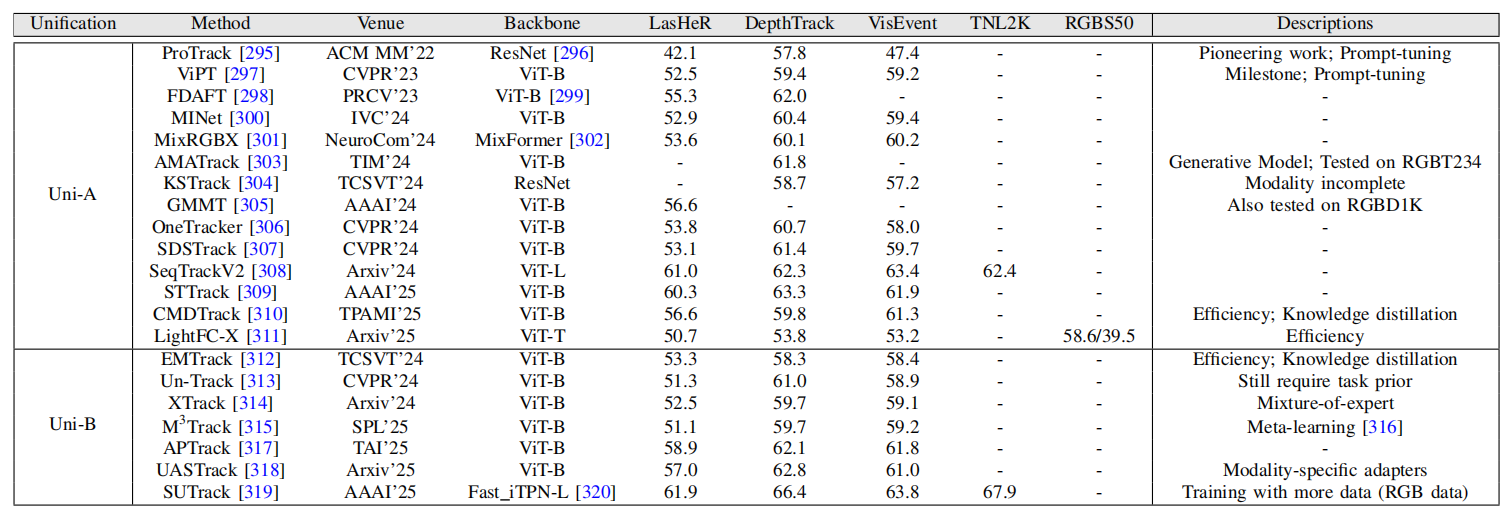 Unification Method Venue Backbone LasHeR DepthTrack VisEvent TNL2K RGBS50 Descriptions
ProTrack [295] ACM MM’22 ResNet [296] 42.1 57.8 47.4 - - Pioneering work; Prompt-tuning
ViPT [297] CVPR’23 ViT-B 52.5 59.4 59.2 - - Milestone; Prompt-tuning
FDAFT [298] PRCV’23 ViT-B [299] 55.3 62.0 - - - -
MINet [300] IVC’24 ViT-B 52.9 60.4 59.4 - - -
MixRGBX [301] NeuroCom’24 MixFormer [302] 53.6 60.1 60.2 - - -
AMATrack [303] TIM’24 ViT-B - 61.8 - - Generative Model; Tested on RGBT234
Uni-A KSTrack [304] TCSVT’24 ResNet - 58.7 57.2 - - Modality incomplete
GMMT [305] AAAI’24 ViT-B 56.6 - - - - Also tested on RGBD1K
OneTracker [306] CVPR’24 ViT-B 53.8 60.7 58.0 - - -
SDSTrack [307] CVPR’24 ViT-B 53.1 61.4 59.7 - - -
SeqTrackV2 [308] Arxiv’24 ViT-L 61.0 62.3 63.4 62.4 - -
STTrack [309] AAAI’25 ViT-B 60.3 63.3 61.9 - - -
CMDTrack [310] TPAMI’25 ViT-B 56.6 59.8 61.3 - - Efficiency; Knowledge distillation
LightFC-X [311] Arxiv’25 ViT-T 50.7 53.8 53.2 - 58.6/39.5 Efficiency
EMTrack [312] TCSVT’24 ViT-B 53.3 58.3 58.4 - - Efficiency; Knowledge distillation
Un-Track [313] CVPR’24 ViT-B 51.3 61.0 58.9 - - Still require task prior
XTrack [314] Arxiv’24 ViT-B 52.5 59.7 59.1 - - Mixture-of-expert
Uni-B M³Track [315] SPL’25 ViT-B 51.1 59.7 59.2 - - Meta-learning [316]
APTrack [317] TAI’25 ViT-B 58.9 62.1 61.8 - - -
UASTrack [318] Arxiv’25 ViT-B 57.0 62.8 61.0 - - Modality-specific adapters
SUTrack [319] AAAI’25 Fast_iTPN-L [320] 61.9 66.4 63.8 67.9 - Training with more data (RGB data)